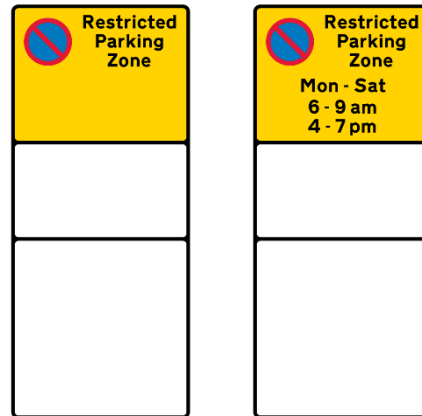 Restricted
Parking
Zone
Restricted
Parking
Zone
Mon - Sat
6 - 9 am
4 - 7 pm